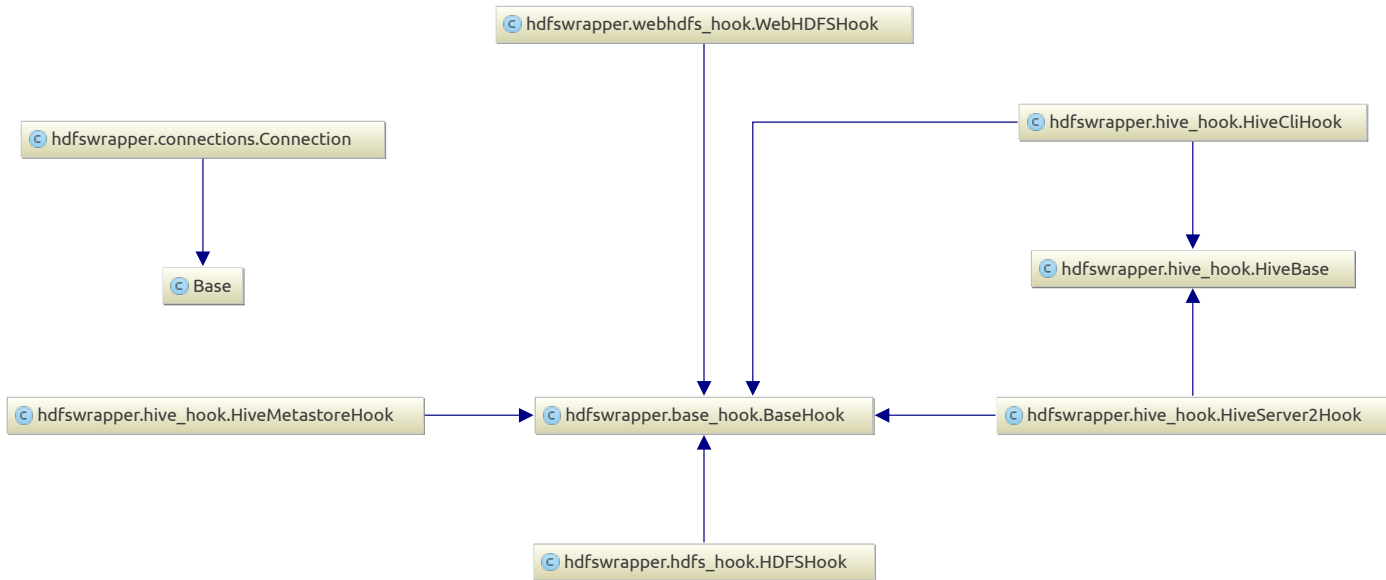 C hdfswrapper.webhdfs_hook.WebHDFSHook
C hdfswrapper.connections.Connection
C hdfswrapper.hive_hook.HiveCliHook
C Base
C hdfswrapper.hive_hook.HiveBase
C hdfswrapper.hive_hook.HiveMetastoreHook
C hdfswrapper.base_hook.BaseHook
C hdfswrapper.hive_hook.HiveServer2Hook
C hdfswrapper.hdfs_hook.HDFSHook